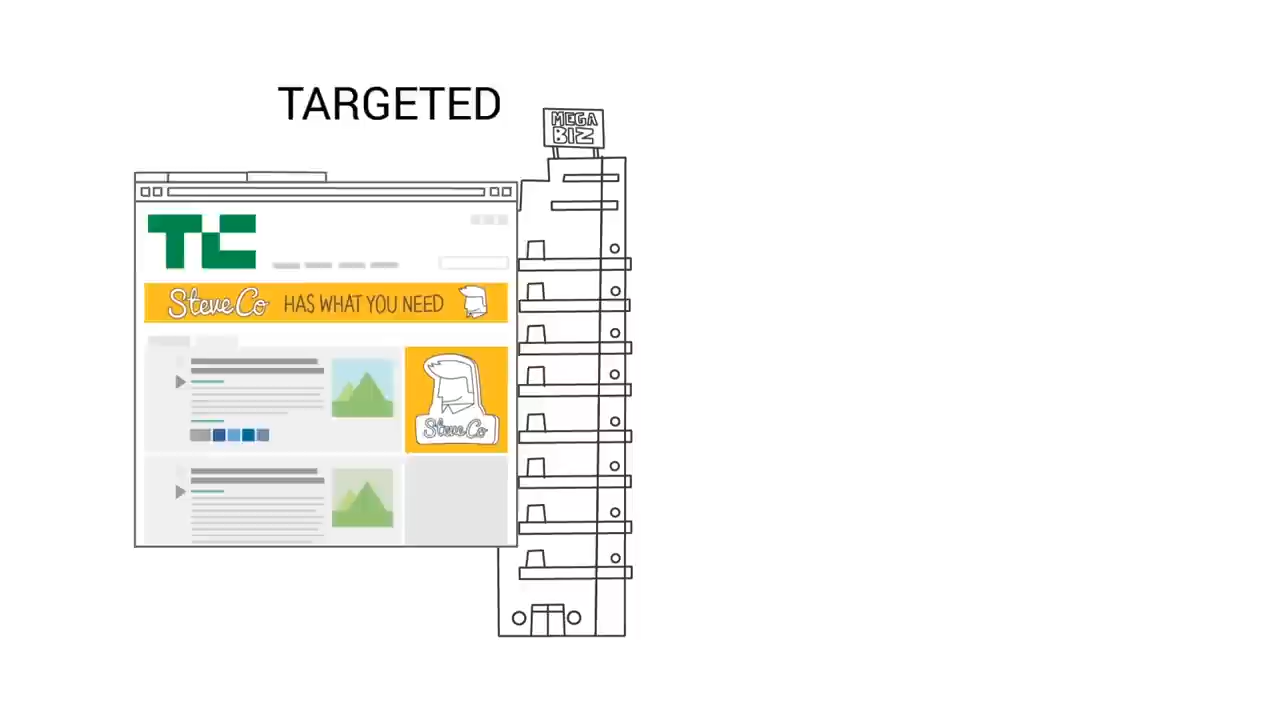 TARGETED
MEGA
BIZ
TC
SteveCo HAS WHAT YOU NEED
SteveCo